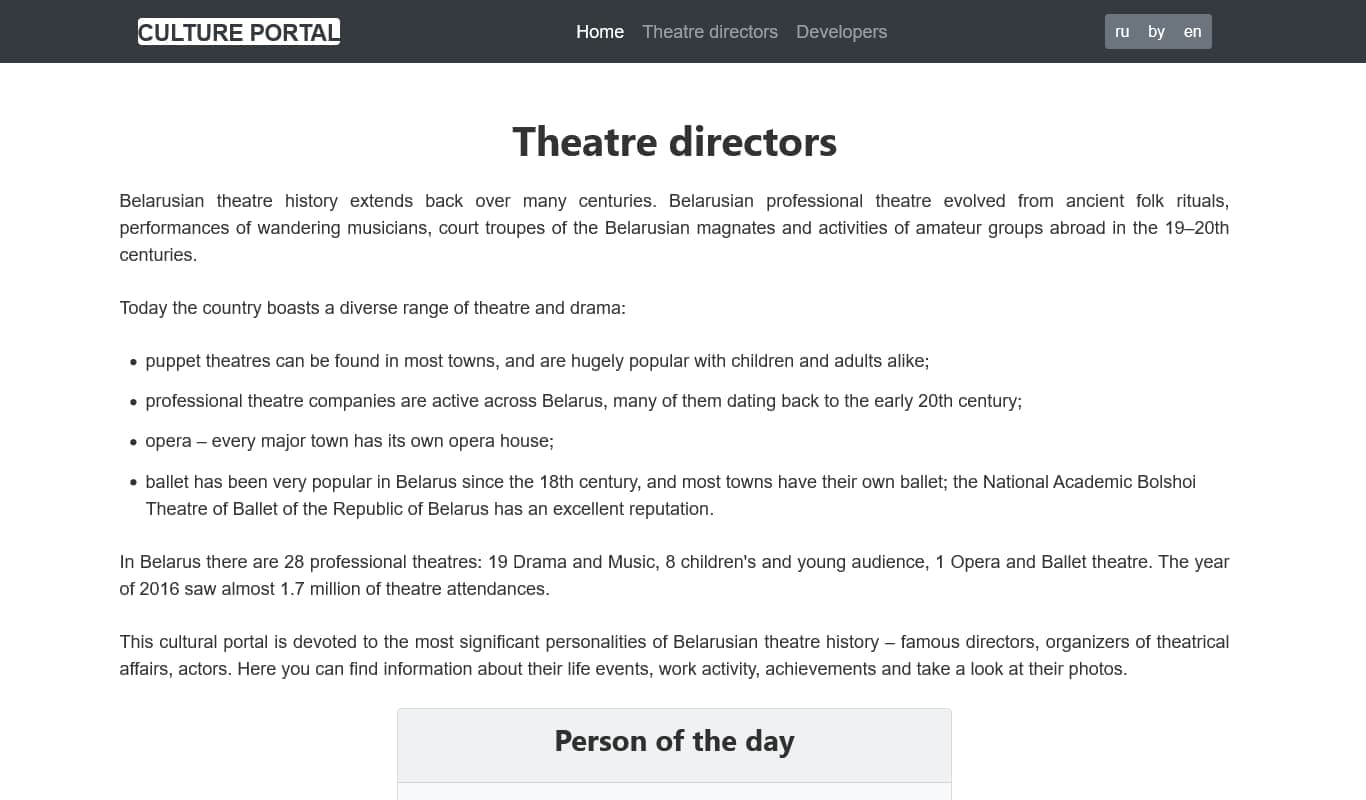 CULTURE PORTAL
Home Theatre directors Developers
ru by en
Theatre directors
Belarusian theatre history extends back over many centuries. Belarusian professional theatre evolved from ancient folk rituals,
performances of wandering musicians, court troupes of the Belarusian magnates and activities of amateur groups abroad in the 19–20th
centuries.
Today the country boasts a diverse range of theatre and drama:
• puppet theatres can be found in most towns, and are hugely popular with children and adults alike;
• professional theatre companies are active across Belarus, many of them dating back to the early 20th century;
• opera – every major town has its own opera house;
• ballet has been very popular in Belarus since the 18th century, and most towns have their own ballet; the National Academic Bolshoi
Theatre of Ballet of the Republic of Belarus has an excellent reputation.
In Belarus there are 28 professional theatres: 19 Drama and Music, 8 children's and young audience, 1 Opera and Ballet theatre. The year
of 2016 saw almost 1.7 million of theatre attendances.
This cultural portal is devoted to the most significant personalities of Belarusian theatre history – famous directors, organizers of theatrical
affairs, actors. Here you can find information about their life events, work activity, achievements and take a look at their photos.
Person of the day